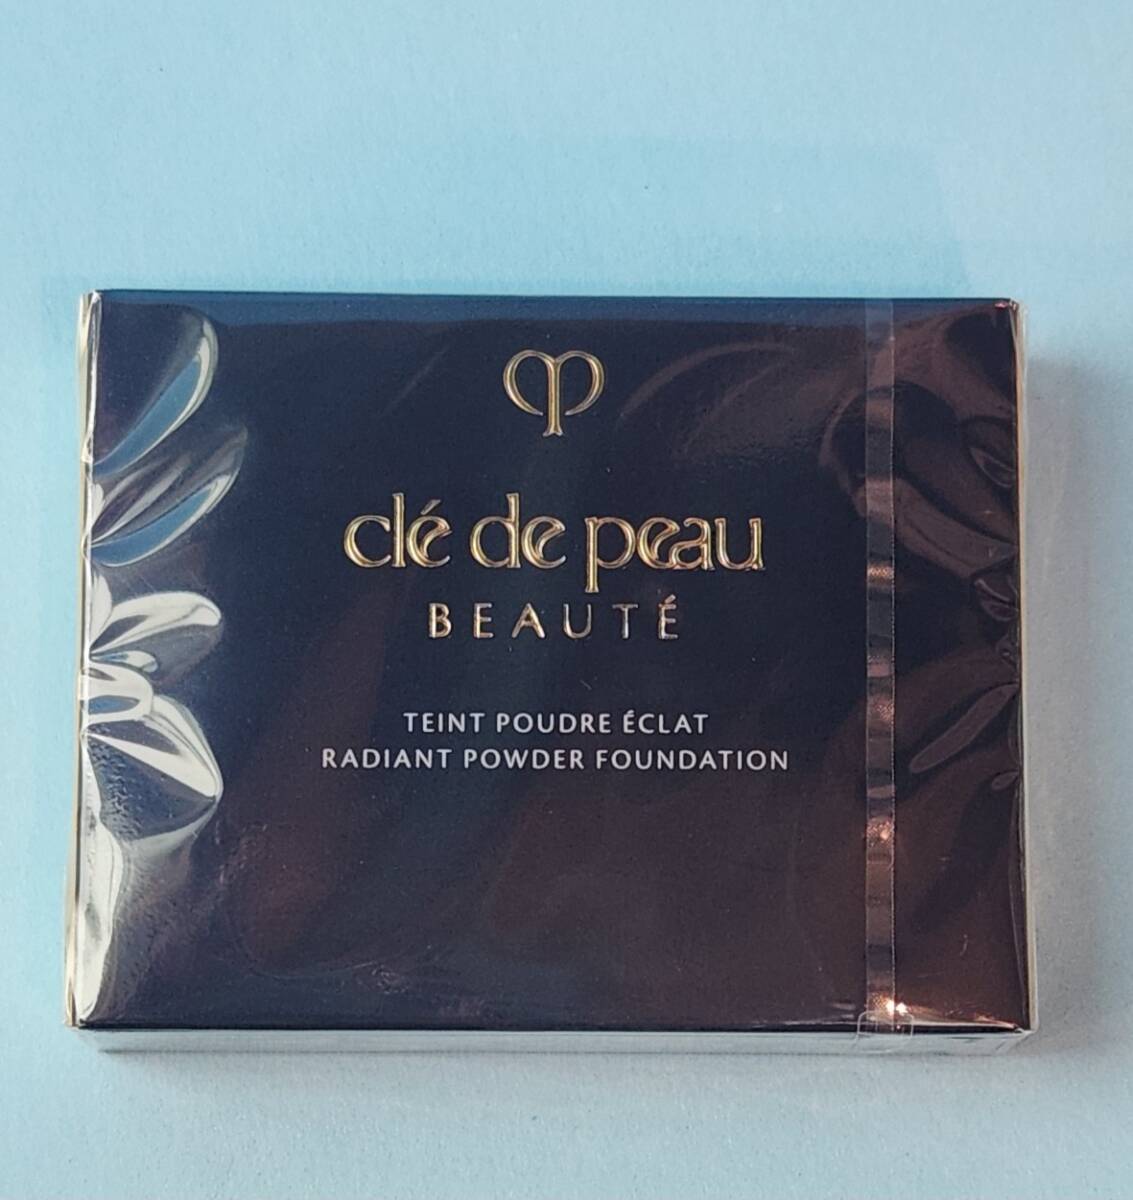 clé de peau
BEAUTÉ
TEINT POUDRE ÉCLAT
RADIANT POWDER FOUNDATION